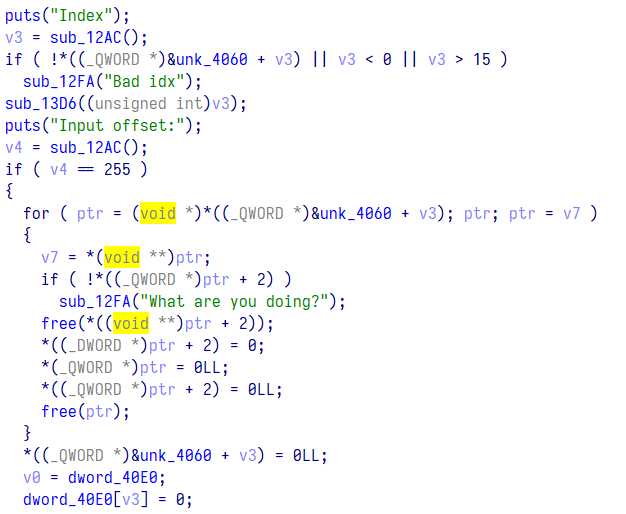 puts("Index");
v3 = sub_12AC();
if ( !*((_QWORD *)&unk_4060 + v3) || v3 < 0 || v3 > 15 )
sub_12FA("Bad idx");
sub_13D6((unsigned int)v3);
puts("Input offset:");
v4 = sub_12AC();
if ( v4 == 255 )
{
for ( ptr = (void *)*((_QWORD *)&unk_4060 + v3); ptr; ptr = v7 )
{
v7 = *(void **)ptr;
if ( !*((_QWORD *)ptr + 2) )
sub_12FA("What are you doing?");
free(*((void **)ptr + 2));
*((_DWORD *)ptr + 2) = 0;
*(_QWORD *)ptr = 0LL;
*((_QWORD *)ptr + 2) = 0LL;
free(ptr);
}
*((_QWORD *)&unk_4060 + v3) = 0LL;
v0 = dword_40E0;
dword_40E0[v3] = 0;